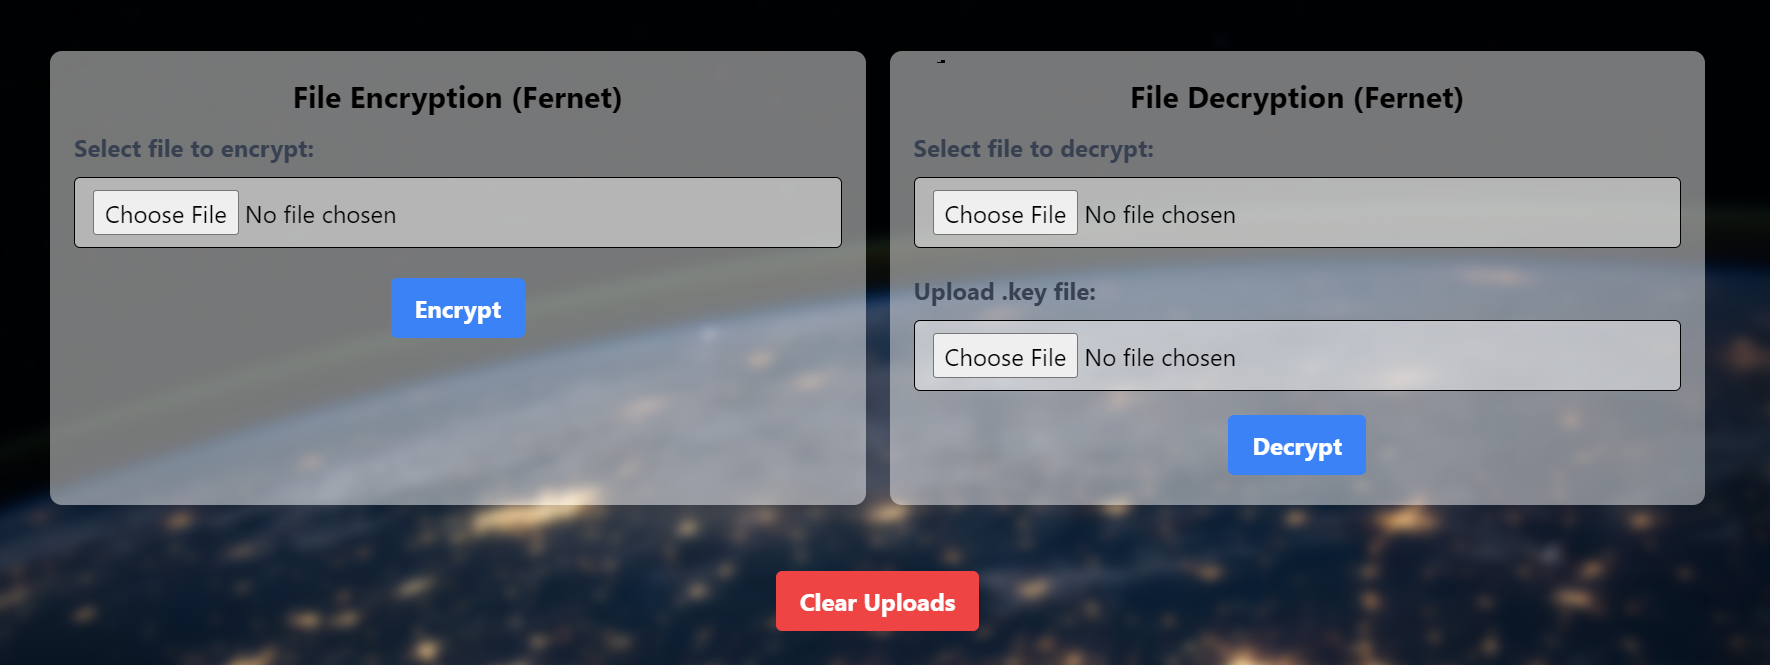 File Encryption (Fernet)
Select file to encrypt:
Choose File No file chosen
Encrypt
File Decryption (Fernet)
Select file to decrypt:
Choose File No file chosen
Upload .key file:
Choose File No file chosen
Decrypt
Clear Uploads